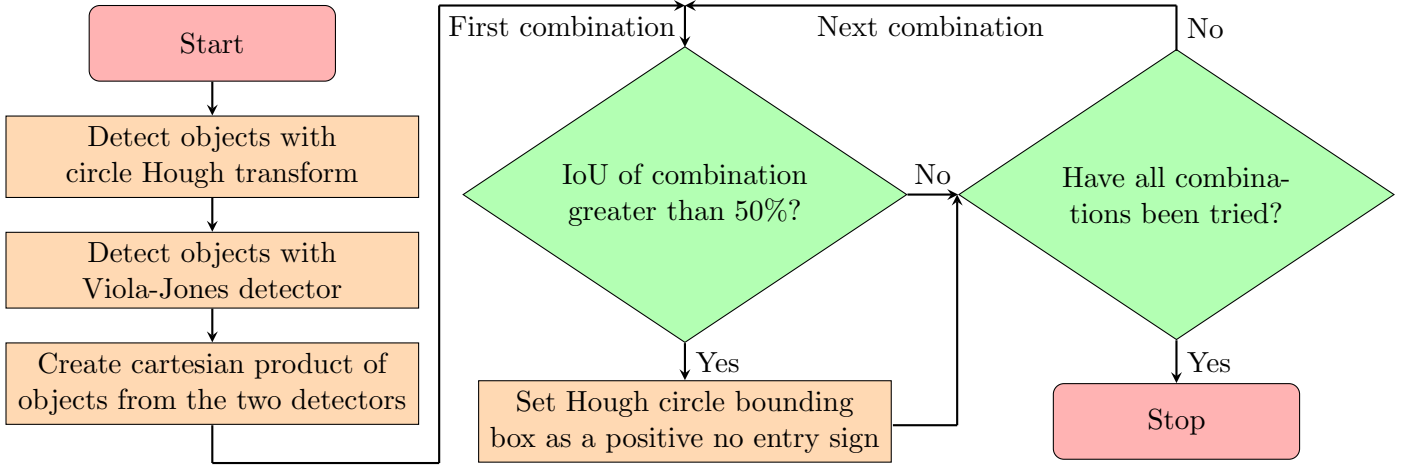 Start
Detect objects with
circle Hough transform
Detect objects with
Viola-Jones detector
Create cartesian product of
objects from the two detectors
First combination
IoU of combination
greater than 50%?
No
Yes
Set Hough circle bounding
box as a positive no entry sign
Next combination
No
Have all combina-
tions been tried?
Yes
Stop